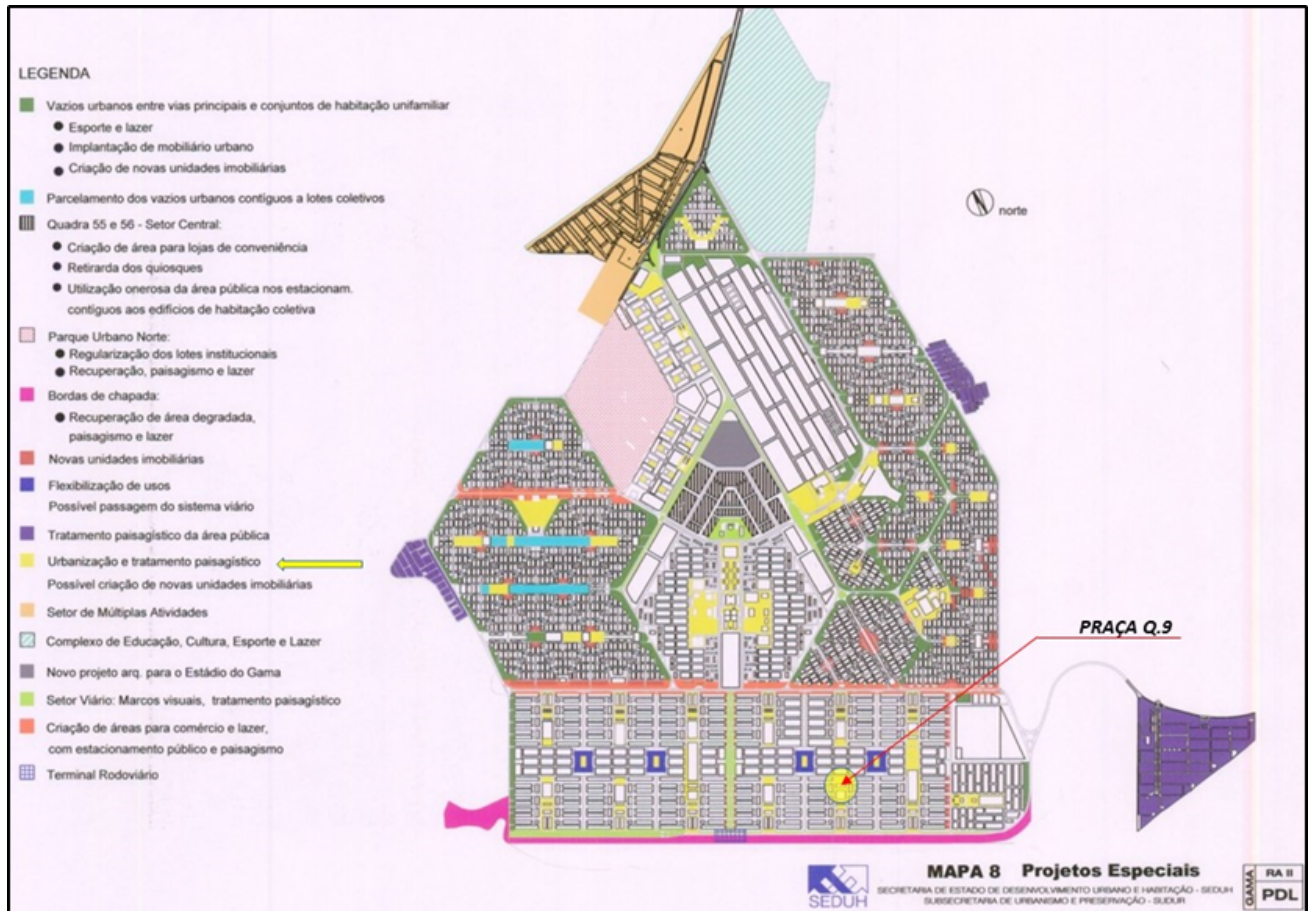 LEGENDA
Vazios urbanos entre vias principais e conjuntos de habitação unifamiliar
Esporte e lazer
Implantação de mobiliário urbano
Criação de novas unidades imobiliárias
Parcelamento dos vazios urbanos contíguos a lotes coletivos
Quadra 55 e 56 - Setor Central:
Criação de área para lojas de conveniência
Retirarda dos quiosques
Utilização onerosa da área pública nos estacionam.
contíguos aos edifícios de habitação coletiva
Parque Urbano Norte:
Regularização dos lotes institucionais
Recuperação, paisagismo e lazer
Bordas de chapada:
Recuperação de área degradada,
paisagismo e lazer
Novas unidades imobiliárias
Flexibilização de usos
Possível passagem do sistema viário
Tratamento paisagístico da área pública
Urbanização e tratamento paisagístico
Possível criação de novas unidades imobiliárias
Setor de Múltiplas Atividades
Complexo de Educação, Cultura, Esporte e Lazer
Novo projeto arq. para o Estádio do Gama
Setor Viário: Marcos visuais, tratamento paisagístico
Criação de áreas para comércio e lazer,
com estacionamento público e paisagismo
Terminal Rodoviário
norte
PRAÇA Q.9
SEDUH
MAPA 8 Projetos Especiais
SECRETARIA DE ESTADO DE DESENVOLVIMENTO URBANO E HABITAÇÃO - SEDUH
SUBSECRETARIA DE URBANISMO E PRESERVAÇÃO - SUDUR
GAMA
RA II
PDL